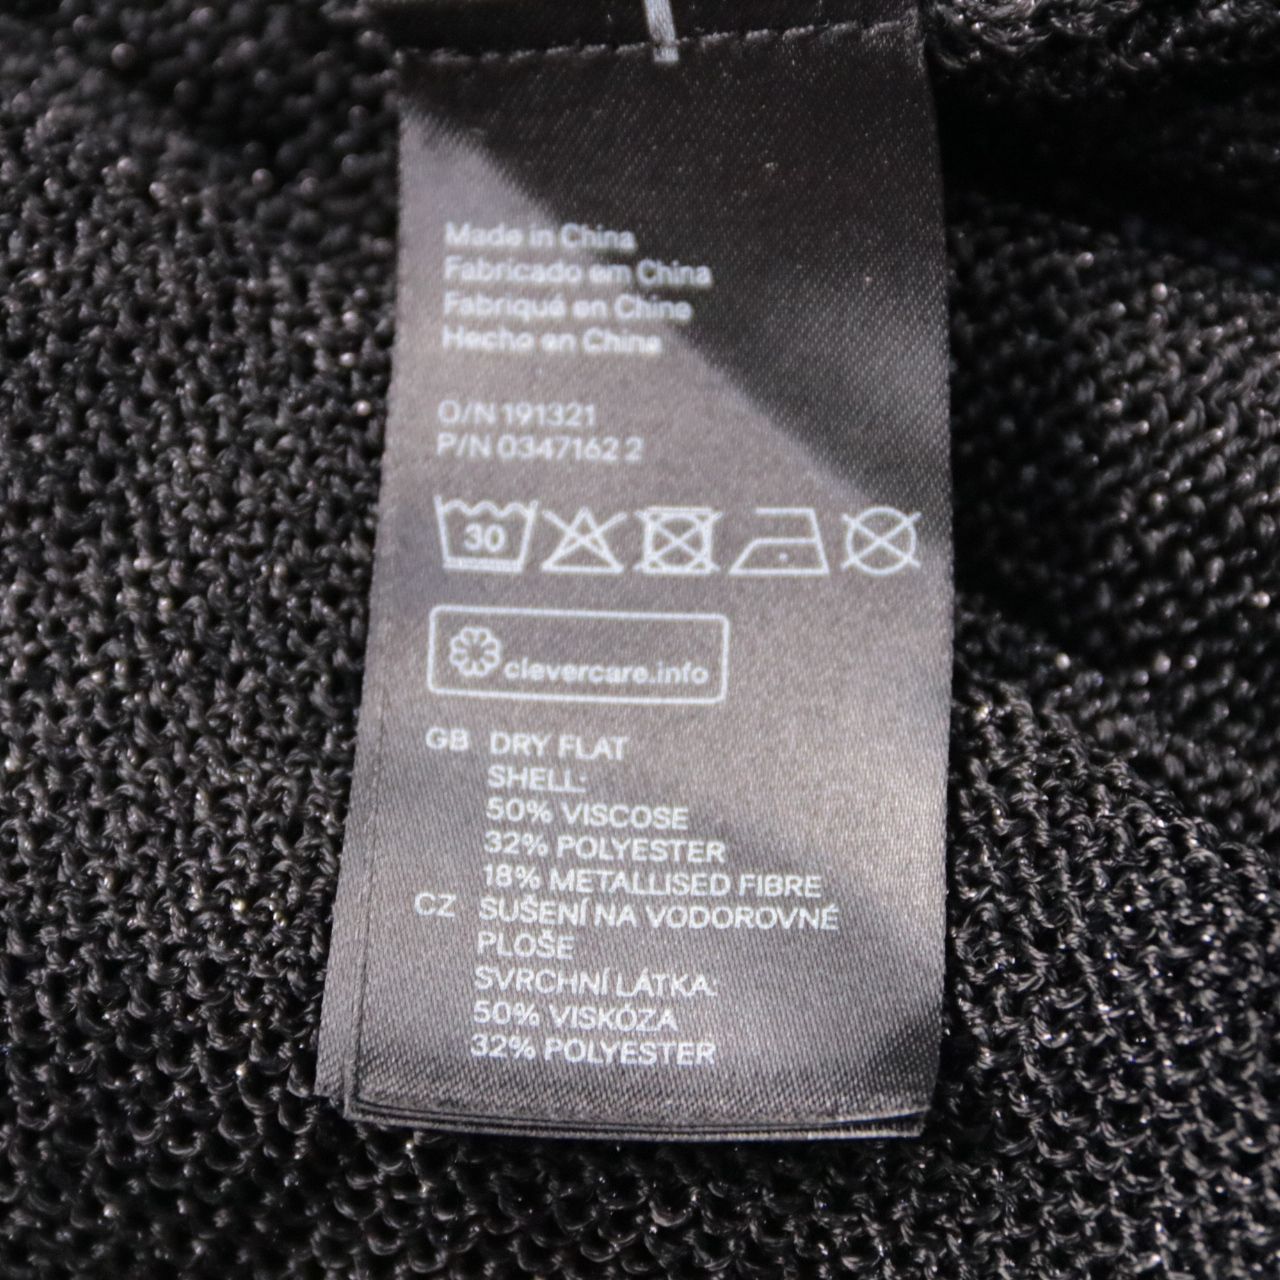 Made in China
Fabricado em China
Fabriqué en Chine
Hecho en China
O/N 191321
P/N 0347162 2
30
clevercare.info
GB DRY FLAT
SHELL:
50% VISCOSE
32% POLYESTER
18% METALLISED FIBRE
CZ SUŠENÍ NA VODOROVNÉ
PLOŠE
SVRCHNÍ LÁTKA:
50% VISKÓZA
32% POLYESTER